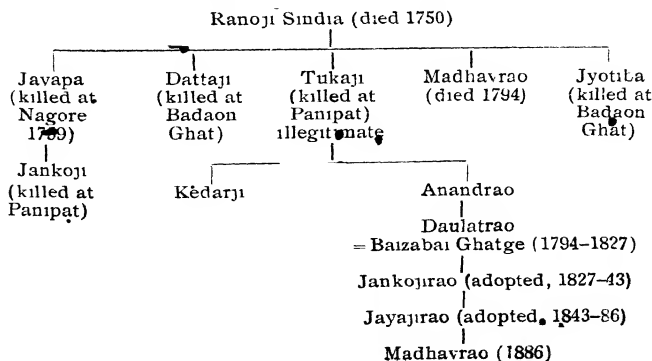 Ranoji Sindia (died 1750)
Jayapa Dattaji Tukaji Madhavrao Jyotiba
(killed at (killed at (killed at (died 1794) (killed at
Nagore Badaon Panipat) Badaon
Ghat) illegitimate Ghat)
Jankoji
(killed at Kedarji Anandrao
Panipat)
Daulatrao
= Baizabai Ghatge (1794-1827)
Jankojirao (adopted, 1827-43)
Jayajirao (adopted, 1843-86)
Madhavrao (1886)